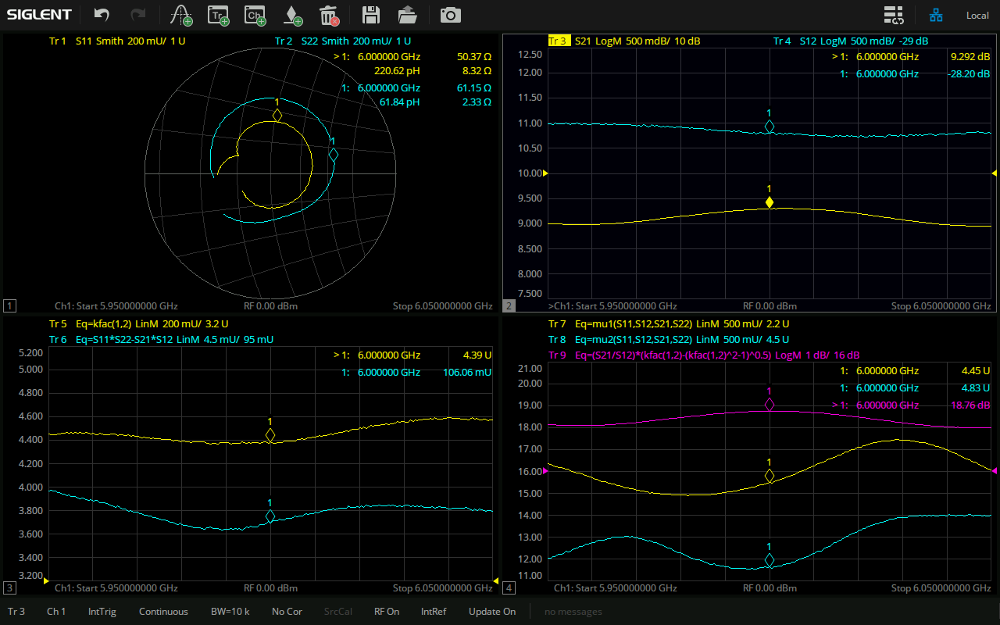 SIGLENT Tr Ch Local
Tr 1 S11 Smith 200 mU/ 1 U Tr 2 S22 Smith 200 mU/ 1 U
> 1: 6.000000 GHz 50.37 Ω
220.62 pH 8.32 Ω
1: 6.000000 GHz 61.15 Ω
61.84 pH 2.33 Ω
1
1
1 Ch1: Start 5.950000000 GHz RF 0.00 dBm Stop 6.050000000 GHz
Tr 3 S21 LogM 500 mdB/ 10 dB Tr 4 S12 LogM 500 mdB/ -29 dB
12.50 > 1: 6.000000 GHz 9.292 dB
12.00 1: 6.000000 GHz -28.20 dB
11.50
1
11.00
10.50
10.00
1
9.500
9.000
8.500
8.000
7.500
2 >Ch1: Start 5.950000000 GHz RF 0.00 dBm Stop 6.050000000 GHz
Tr 5 Eq=kfac(1,2) LinM 200 mU/ 3.2 U
Tr 6 Eq=S11*S22-S21*S12 LinM 4.5 mU/ 95 mU
5.200 > 1: 6.000000 GHz 4.39 U
5.000 1: 6.000000 GHz 106.06 mU
4.800
4.600
1
4.400
4.200
4.000
1
3.800
3.600
3.400
3.200
3 Ch1: Start 5.950000000 GHz RF 0.00 dBm Stop 6.050000000 GHz
Tr 7 Eq=mu1(S11,S12,S21,S22) LinM 500 mU/ 2.2 U
Tr 8 Eq=mu2(S11,S12,S21,S22) LinM 500 mU/ 4.5 U
Tr 9 Eq=(S21/S12)*(kfac(1,2)-(kfac(1,2)^2-1)^0.5) LogM 1 dB/ 16 dB
21.00 1: 6.000000 GHz 4.45 U
20.00 1: 6.000000 GHz 4.83 U
1
19.00 > 1: 6.000000 GHz 18.76 dB
18.00
17.00
1
16.00
15.00
14.00
13.00
1
12.00
11.00
4 Ch1: Start 5.950000000 GHz RF 0.00 dBm Stop 6.050000000 GHz
Tr 3 Ch 1 IntTrig Continuous BW=10 k No Cor SrcCal RF On IntRef Update On no messages